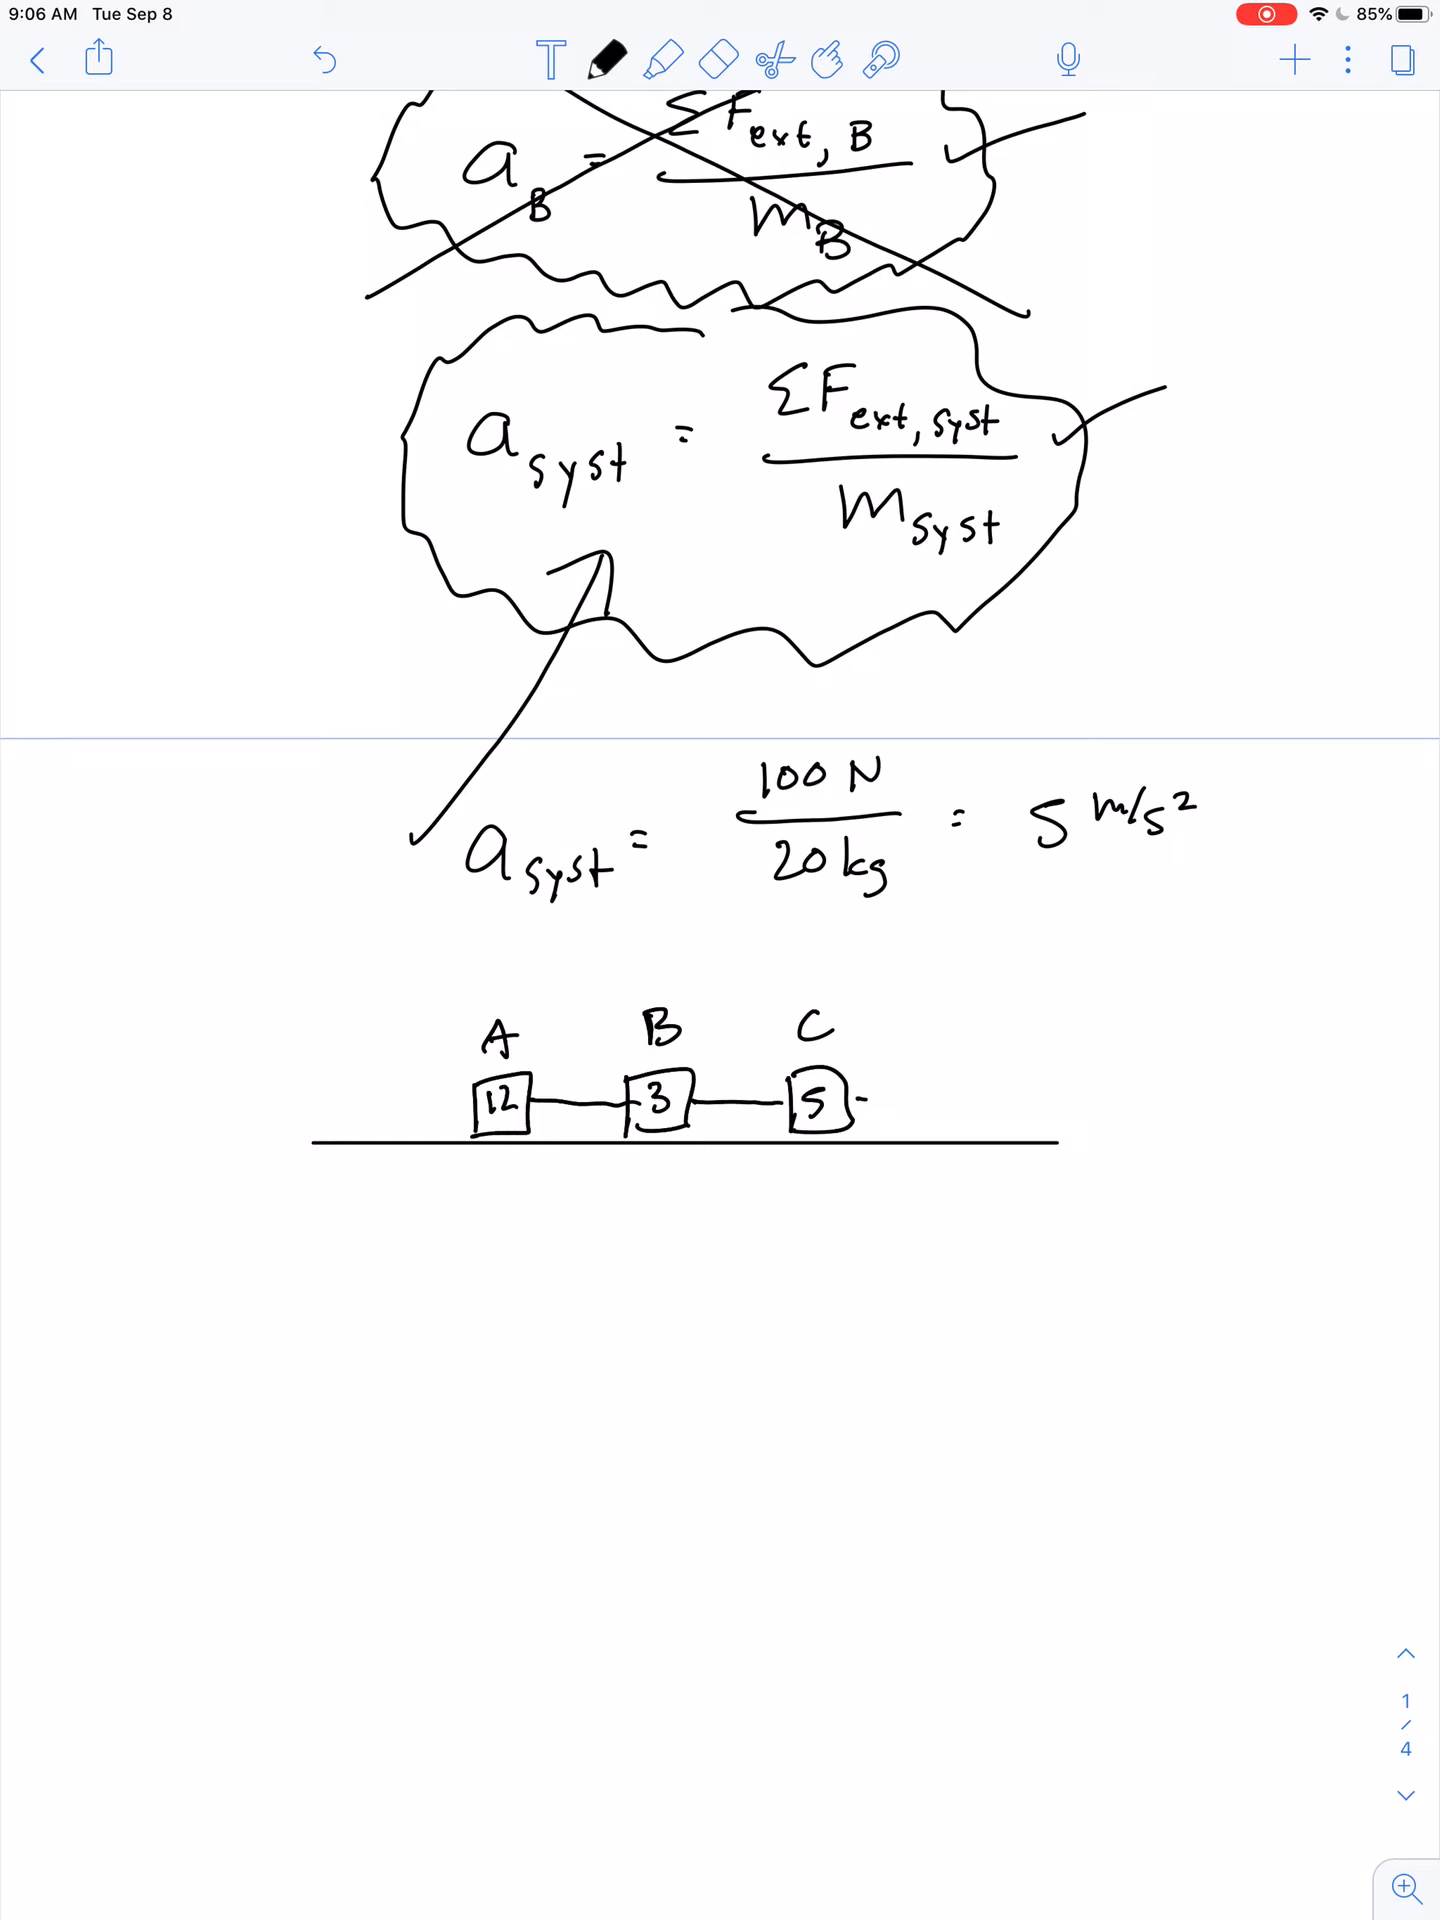 9:06 AM Tue Sep 8
85%
a_B = ΣF_ext, B / m_B
a_syst = ΣF_ext, syst / m_syst
a_syst = 100 N / 20 kg = 5 m/s²
A B C
12 3 5
1
/
4